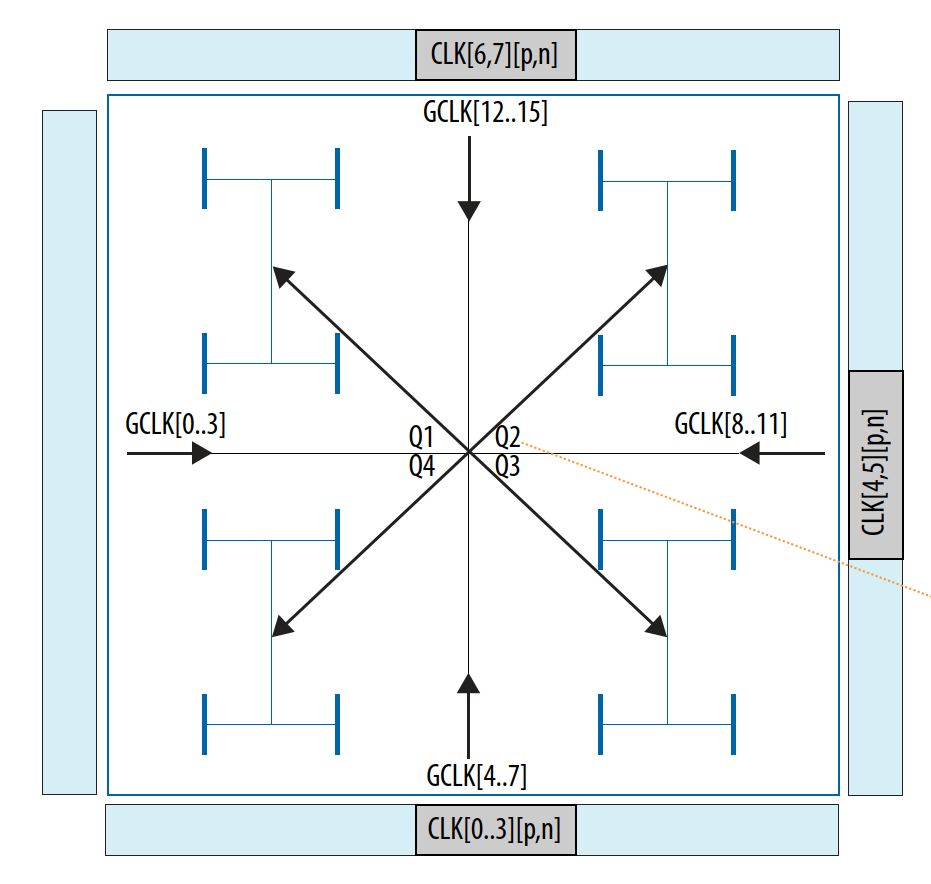 CLK[6,7][p,n]
GCLK[12..15]
GCLK[0..3]
GCLK[8..11]
Q1
Q2
Q4
Q3
CLK[4,5][p,n]
GCLK[4..7]
CLK[0..3][p,n]